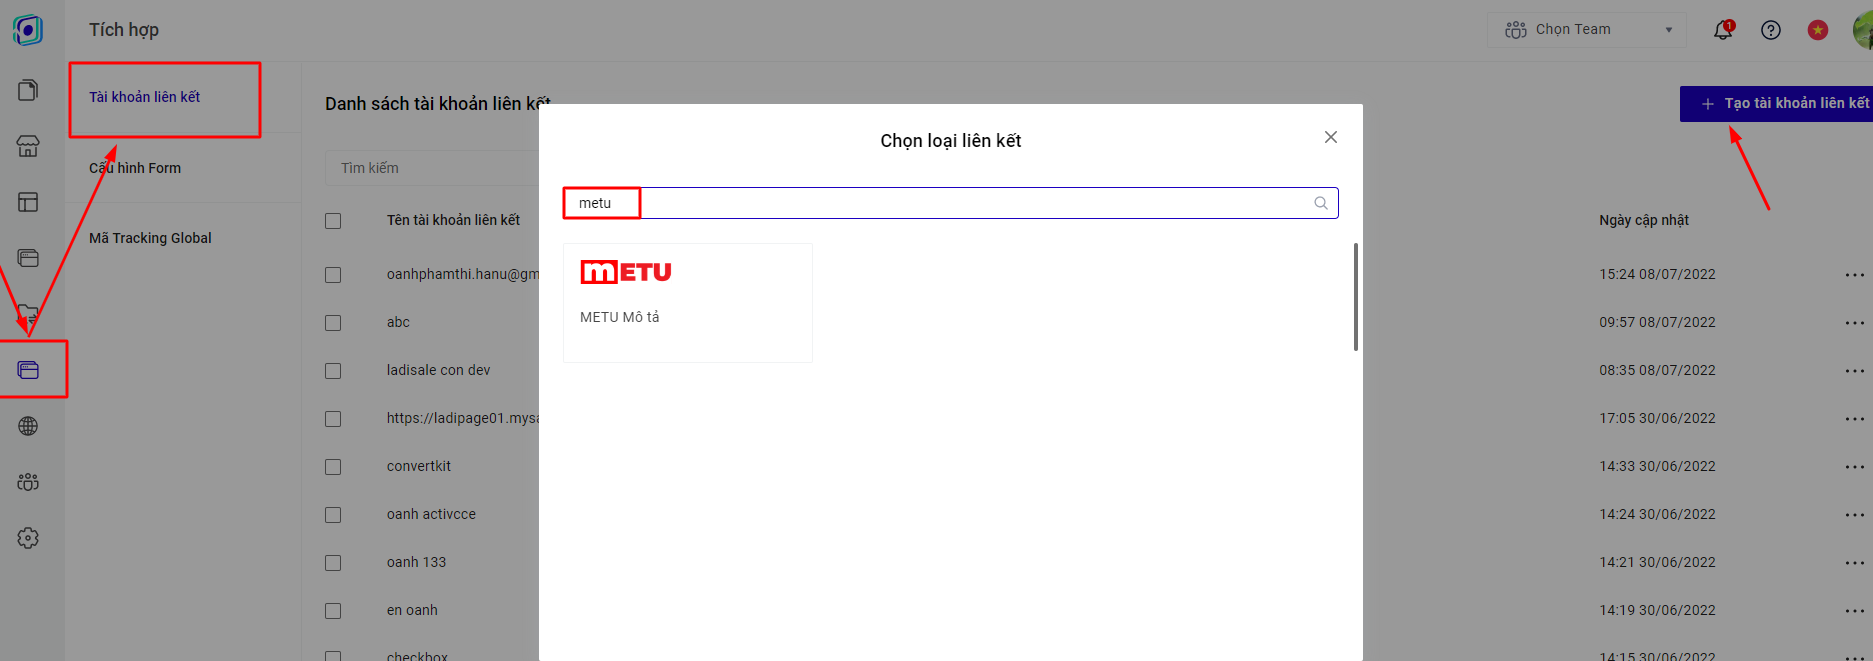 Tích hợp
Chọn Team
1
Tài khoản liên kết
Cấu hình Form
Mã Tracking Global
Danh sách tài khoản liên kết
+ Tạo tài khoản liên kết
Tìm kiếm
Tên tài khoản liên kết
Ngày cập nhật
oanhphamthi.hanu@gm
15:24 08/07/2022
abc
09:57 08/07/2022
ladisale con dev
08:35 08/07/2022
https://ladipage01.mysa
17:05 30/06/2022
convertkit
14:33 30/06/2022
oanh activcce
14:24 30/06/2022
oanh 133
14:21 30/06/2022
en oanh
14:19 30/06/2022
checkbox
14:15 30/06/2022
Chọn loại liên kết
metu
METU
METU Mô tả